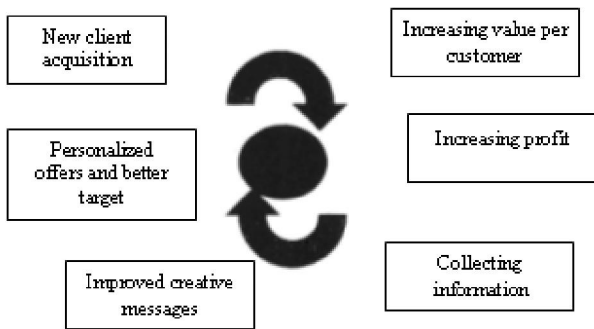 New client
acquisition
Increasing value per
customer
Personalized
offers and better
target
Increasing profit
Improved creative
messages
Collecting
information